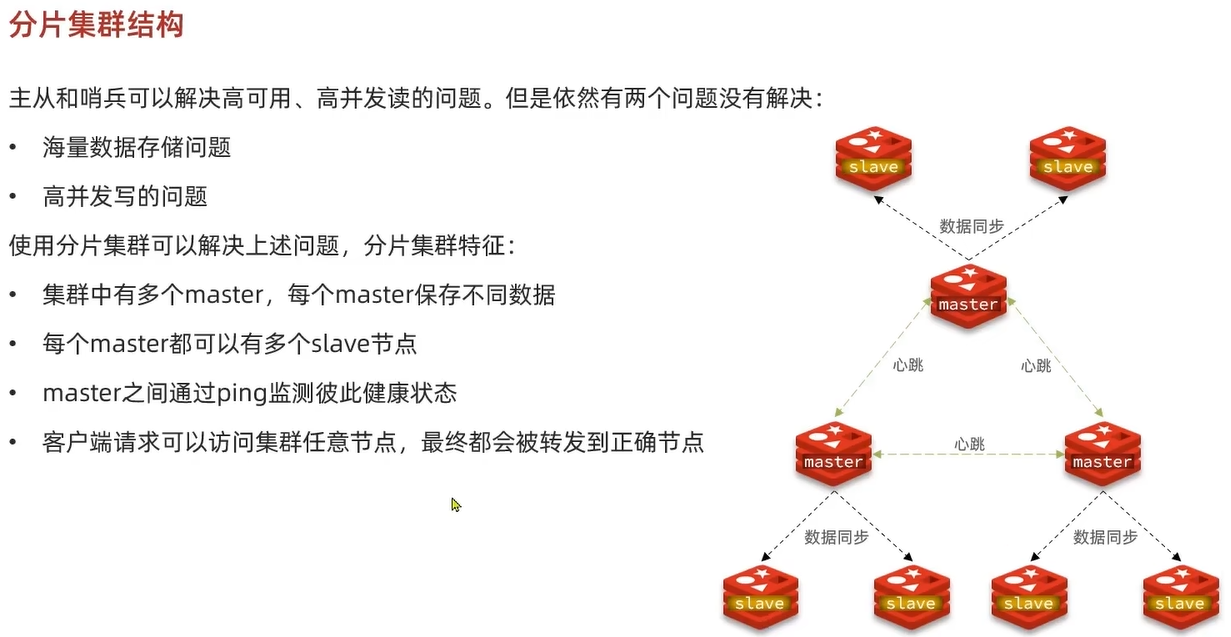 分片集群结构
主从和哨兵可以解决高可用、高并发读的问题。但是依然有两个问题没有解决：
• 海量数据存储问题
• 高并发写的问题
使用分片集群可以解决上述问题，分片集群特征：
• 集群中有多个master，每个master保存不同数据
• 每个master都可以有多个slave节点
• master之间通过ping监测彼此健康状态
• 客户端请求可以访问集群任意节点，最终都会被转发到正确节点
slave
slave
数据同步
master
心跳
心跳
master
心跳
master
数据同步
数据同步
slave
slave
slave
slave